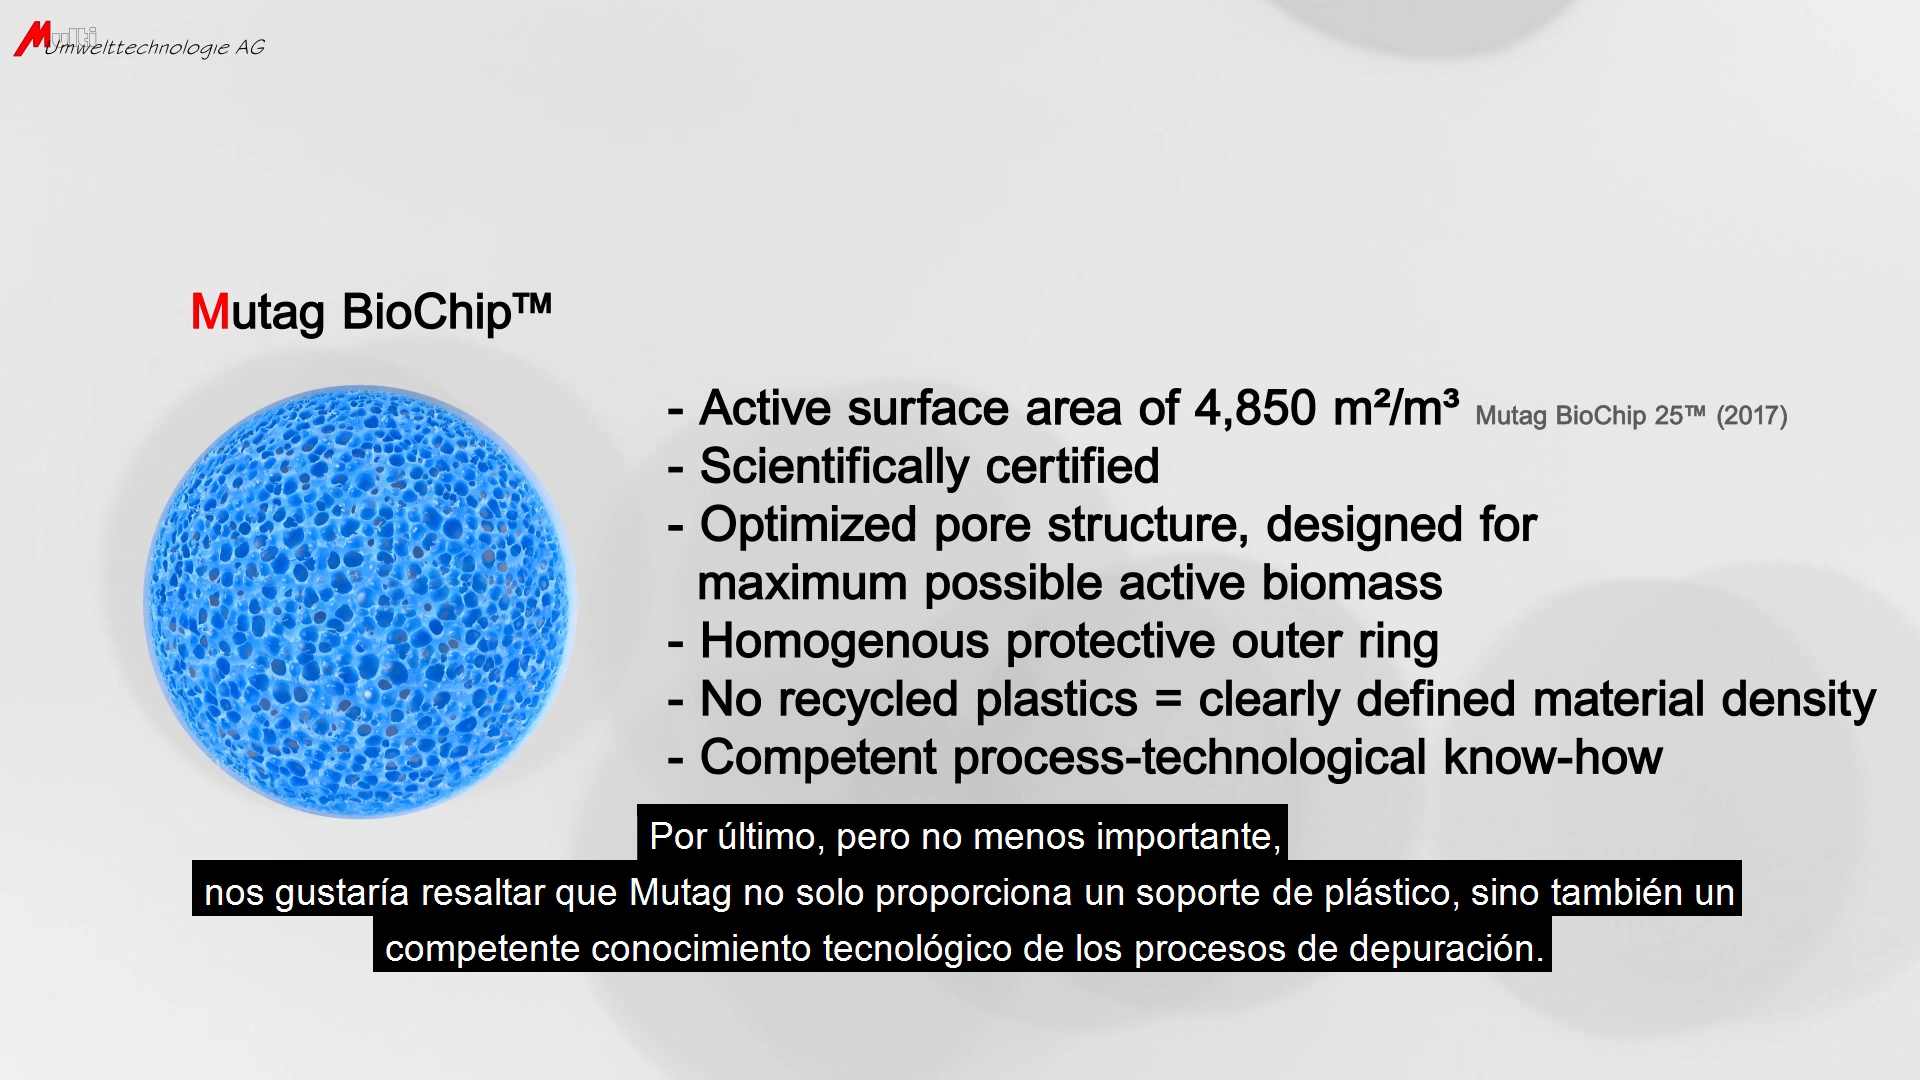 Multi
Umwelttechnologie AG
Mutag BioChip™
- Active surface area of 4,850 m²/m³ Mutag BioChip 25™ (2017)
- Scientifically certified
- Optimized pore structure, designed for
maximum possible active biomass
- Homogenous protective outer ring
- No recycled plastics = clearly defined material density
- Competent process-technological know-how
Por último, pero no menos importante,
nos gustaría resaltar que Mutag no solo proporciona un soporte de plástico, sino también un
competente conocimiento tecnológico de los procesos de depuración.